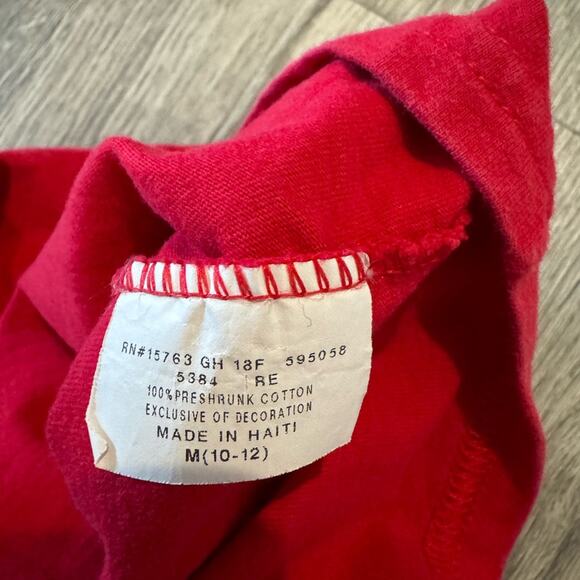 RN#15763 GH 18F 595058
5384 RE
100% PRESHRUNK COTTON
EXCLUSIVE OF DECORATION
MADE IN HAITI
M(10-12)